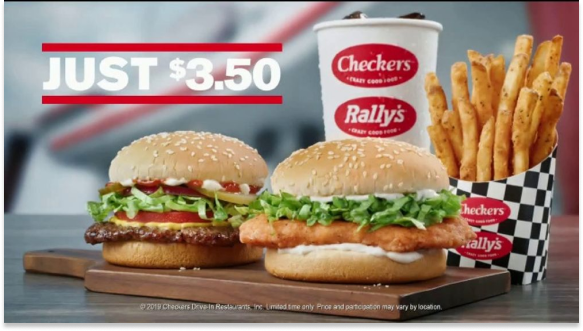 JUST $3.50
Checkers
CRAZY GOOD FOOD
Rally's
CRAZY GOOD FOOD
Checkers
Rally's
© 2019 Checkers Drive-In Restaurants, Inc. Limited time only. Price and participation may vary by location.